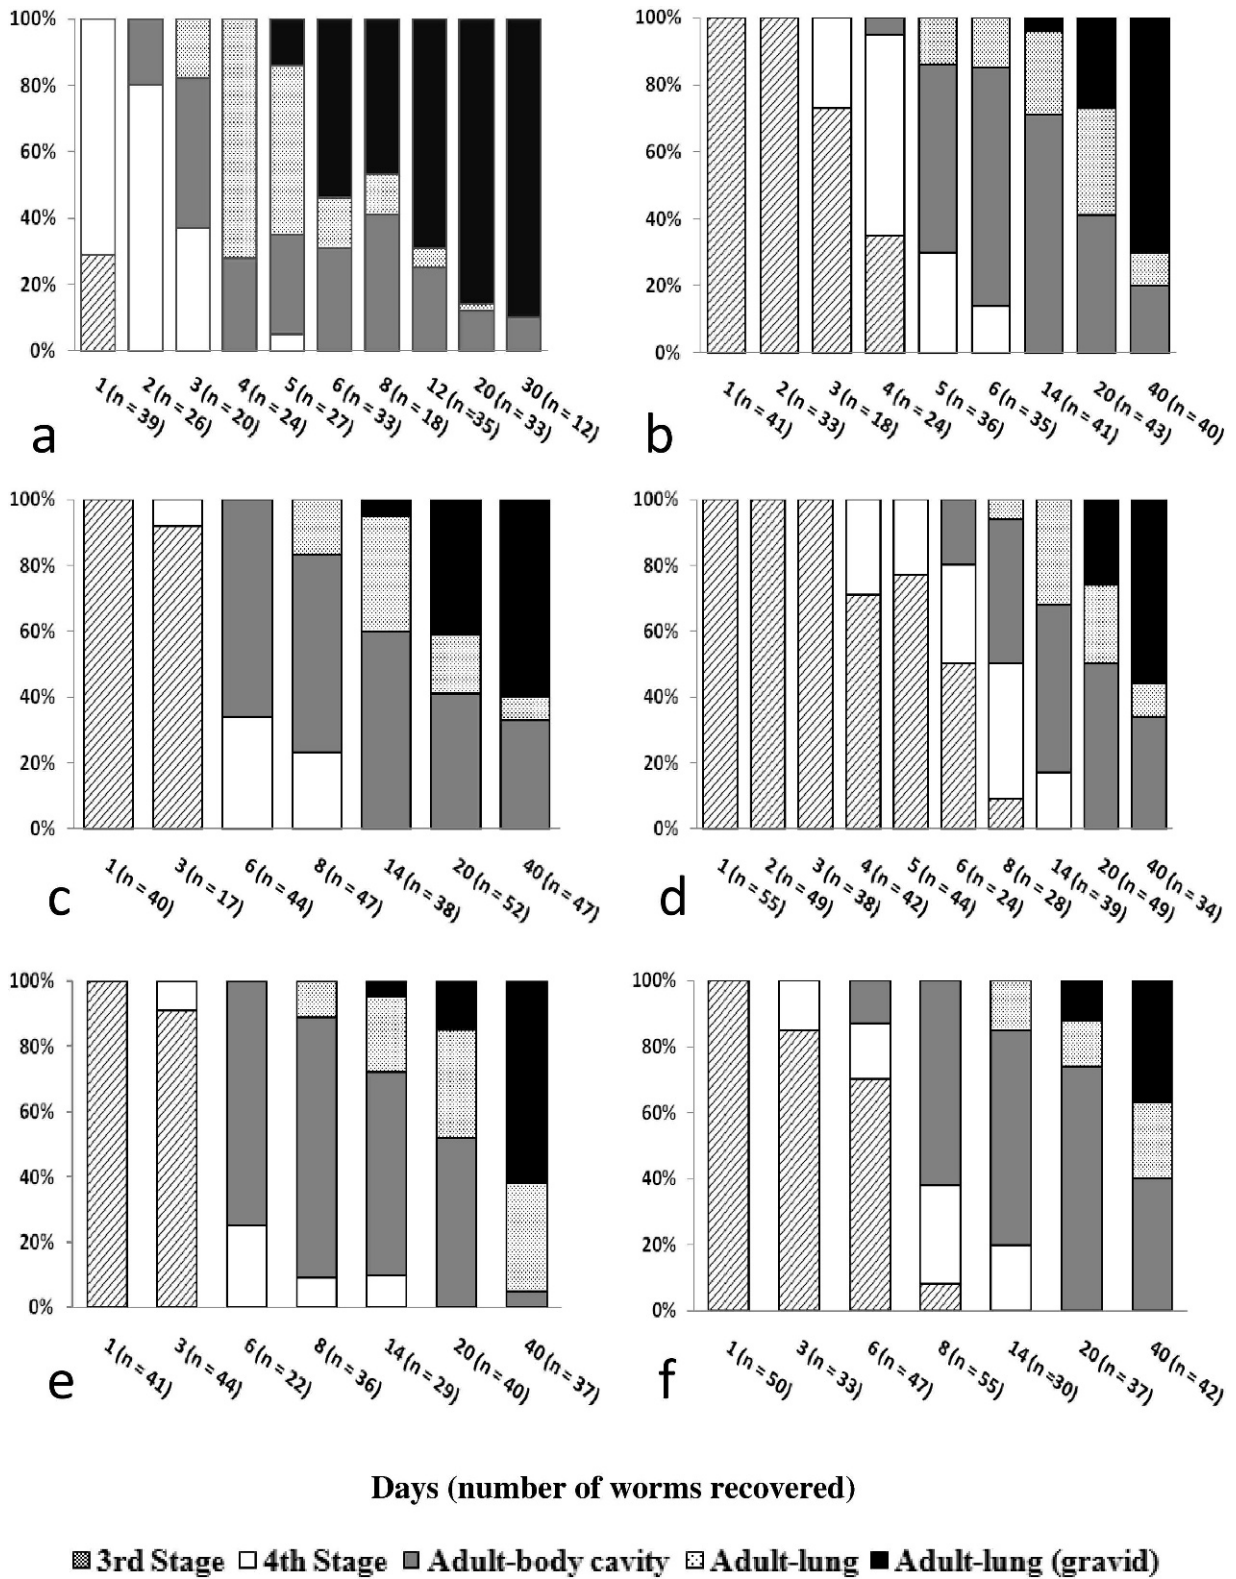 100%
80%
60%
40%
20%
0%
1 (n = 39)
2 (n = 26)
3 (n = 20)
4 (n = 24)
5 (n = 27)
6 (n = 33)
8 (n = 18)
12 (n =35)
20 (n = 33)
30 (n = 12)
a
100%
80%
60%
40%
20%
0%
1 (n = 41)
2 (n = 33)
3 (n = 18)
4 (n = 24)
5 (n = 36)
6 (n = 35)
14 (n = 41)
20 (n = 43)
40 (n = 40)
b
100%
80%
60%
40%
20%
0%
1 (n = 40)
3 (n = 17)
6 (n = 44)
8 (n = 47)
14 (n = 38)
20 (n = 52)
40 (n = 47)
c
100%
80%
60%
40%
20%
0%
1 (n = 55)
2 (n = 49)
3 (n = 38)
4 (n = 42)
5 (n = 44)
6 (n = 24)
8 (n = 28)
14 (n = 39)
20 (n = 49)
40 (n = 34)
d
100%
80%
60%
40%
20%
0%
1 (n = 41)
3 (n = 44)
6 (n = 22)
8 (n = 36)
14 (n = 29)
20 (n = 40)
40 (n = 37)
e
100%
80%
60%
40%
20%
0%
1 (n = 50)
3 (n = 33)
6 (n = 47)
8 (n = 55)
14 (n =30)
20 (n = 37)
40 (n = 42)
f
Days (number of worms recovered)
3rd Stage 4th Stage Adult-body cavity Adult-lung Adult-lung (gravid)